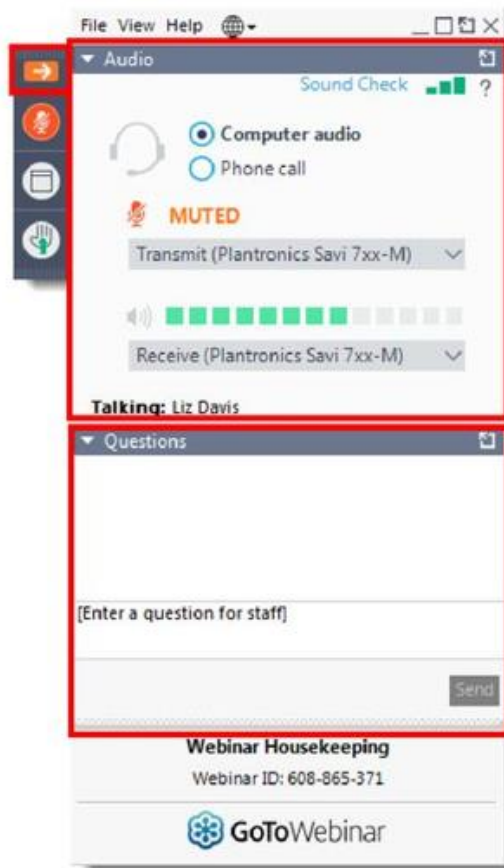 File View Help
Audio
Sound Check ?
Computer audio
Phone call
MUTED
Transmit (Plantronics Savi 7xx-M)
Receive (Plantronics Savi 7xx-M)
Talking: Liz Davis
Questions
[Enter a question for staff]
Send
Webinar Housekeeping
Webinar ID: 608-865-371
GoToWebinar